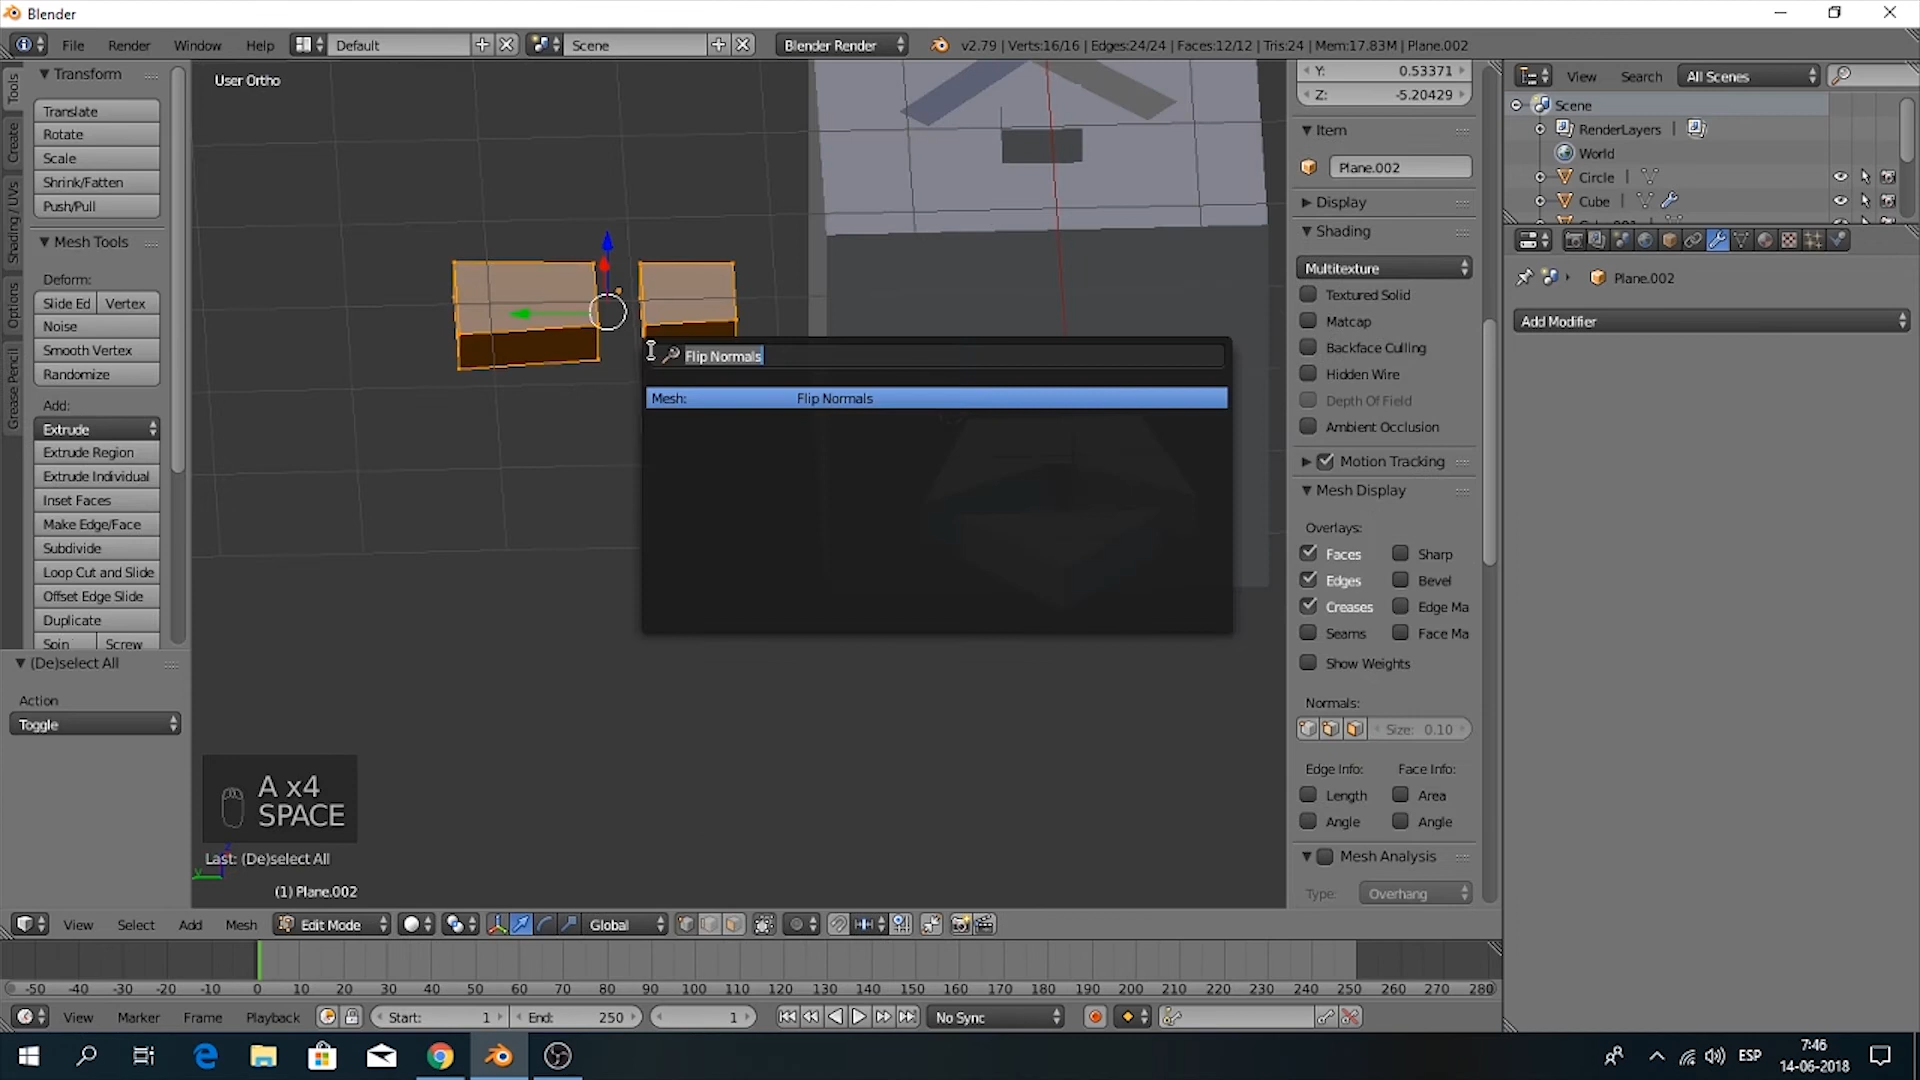 Blender
File Render Window Help Default Scene Blender Render v2.79 | Verts:16/16 | Edges:24/24 | Faces:12/12 | Tris:24 | Mem:17.83M | Plane.002
Tools
Create
Shading / UVs
Options
Grease Pencil
Transform
Translate
Rotate
Scale
Shrink/Fatten
Push/Pull
Mesh Tools
Deform:
Slide Ed Vertex
Noise
Smooth Vertex
Randomize
Add:
Extrude
Extrude Region
Extrude Individual
Inset Faces
Make Edge/Face
Subdivide
Loop Cut and Slide
Offset Edge Slide
Duplicate
Spin Screw
(De)select All
Action
Toggle
User Ortho
Flip Normals
Mesh: Flip Normals
A x4
SPACE
Last: (De)select All
(1) Plane.002
Y: 0.53371
Z: -5.20429
Item
Plane.002
Display
Shading
Multitexture
Textured Solid
Matcap
Backface Culling
Hidden Wire
Depth Of Field
Ambient Occlusion
Motion Tracking
Mesh Display
Overlays:
Faces Sharp
Edges Bevel
Creases Edge Ma
Seams Face Ma
Show Weights
Normals:
Size: 0.10
Edge Info: Face Info:
Length Area
Angle Angle
Mesh Analysis
Type: Overhang
View Search All Scenes
Scene
RenderLayers
World
Circle
Cube
Plane.002
Add Modifier
View Select Add Mesh Edit Mode Global
-50 -40 -30 -20 -10 0 10 20 30 40 50 60 70 80 90 100 110 120 130 140 150 160 170 180 190 200 210 220 230 240 250 260 270 280
View Marker Frame Playback Start: 1 End: 250 1 No Sync
ESP
7:46
14-06-2018